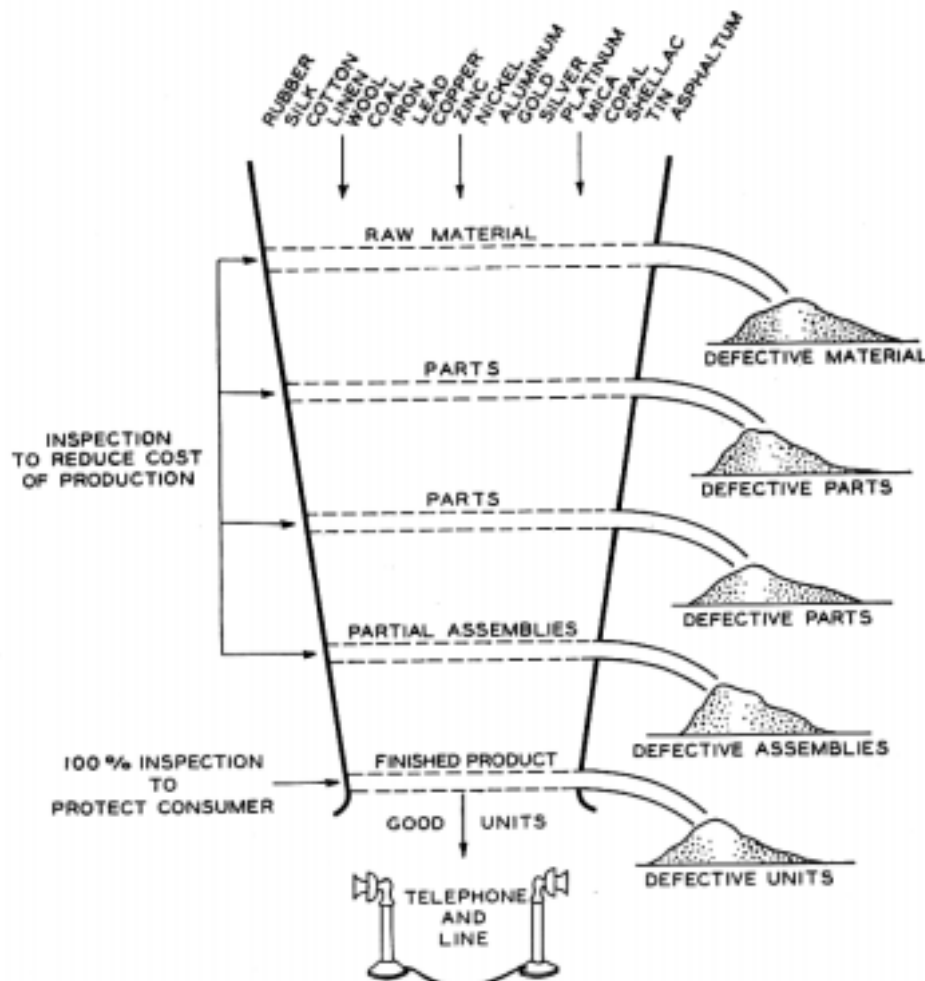 RUBBER
SILK
COTTON
LINEN
WOOL
COAL
IRON
LEAD
COPPER
ZINC
NICKEL
ALUMINUM
GOLD
SILVER
PLATINUM
MICA
COPAL
SHELLAC
TIN
ASPHALTUM
RAW MATERIAL
DEFECTIVE MATERIAL
PARTS
DEFECTIVE PARTS
INSPECTION
TO REDUCE COST
OF PRODUCTION
PARTS
DEFECTIVE PARTS
PARTIAL ASSEMBLIES
DEFECTIVE ASSEMBLIES
100% INSPECTION
TO
PROTECT CONSUMER
FINISHED PRODUCT
GOOD UNITS
DEFECTIVE UNITS
TELEPHONE
AND
LINE